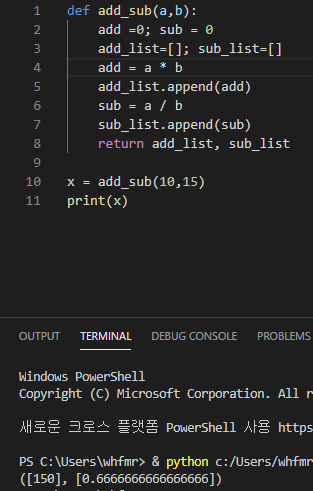 1 def add_sub(a,b):
2     add =0; sub = 0
3     add_list=[]; sub_list=[]
4     add = a * b
5     add_list.append(add)
6     sub = a / b
7     sub_list.append(sub)
8     return add_list, sub_list
9
10 x = add_sub(10,15)
11 print(x)
OUTPUT TERMINAL DEBUG CONSOLE PROBLEMS
Windows PowerShell
Copyright (C) Microsoft Corporation. All r
새로운 크로스 플랫폼 PowerShell 사용 https
PS C:\Users\whfmr> & python c:/Users/whfmr
([150], [0.6666666666666666])